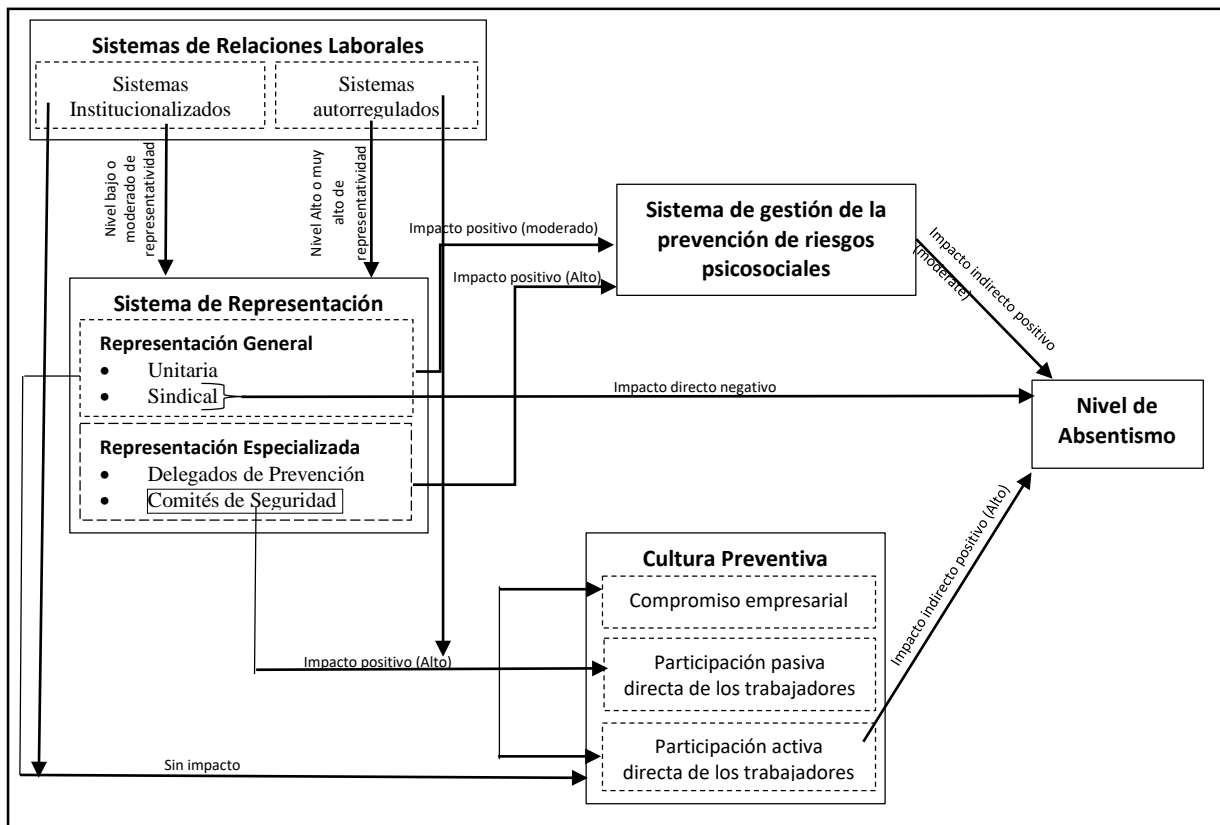 Sistemas de Relaciones Laborales
Sistemas
Institucionalizados
Sistemas
autorregulados
Nivel bajo o
moderado de
representatividad
Nivel Alto o muy
alto de
representatividad
Sistema de Representación
Representación General
• Unitaria
• Sindical
Representación Especializada
• Delegados de Prevención
• Comités de Seguridad
Impacto positivo (moderado)
Impacto positivo (Alto)
Sistema de gestión de la
prevención de riesgos
psicosociales
Impacto indirecto positivo
(moderate)
Impacto directo negativo
Nivel de
Absentismo
Cultura Preventiva
Compromiso empresarial
Participación pasiva
directa de los trabajadores
Participación activa
directa de los trabajadores
Impacto positivo (Alto)
Sin impacto
Impacto indirecto positivo (Alto)